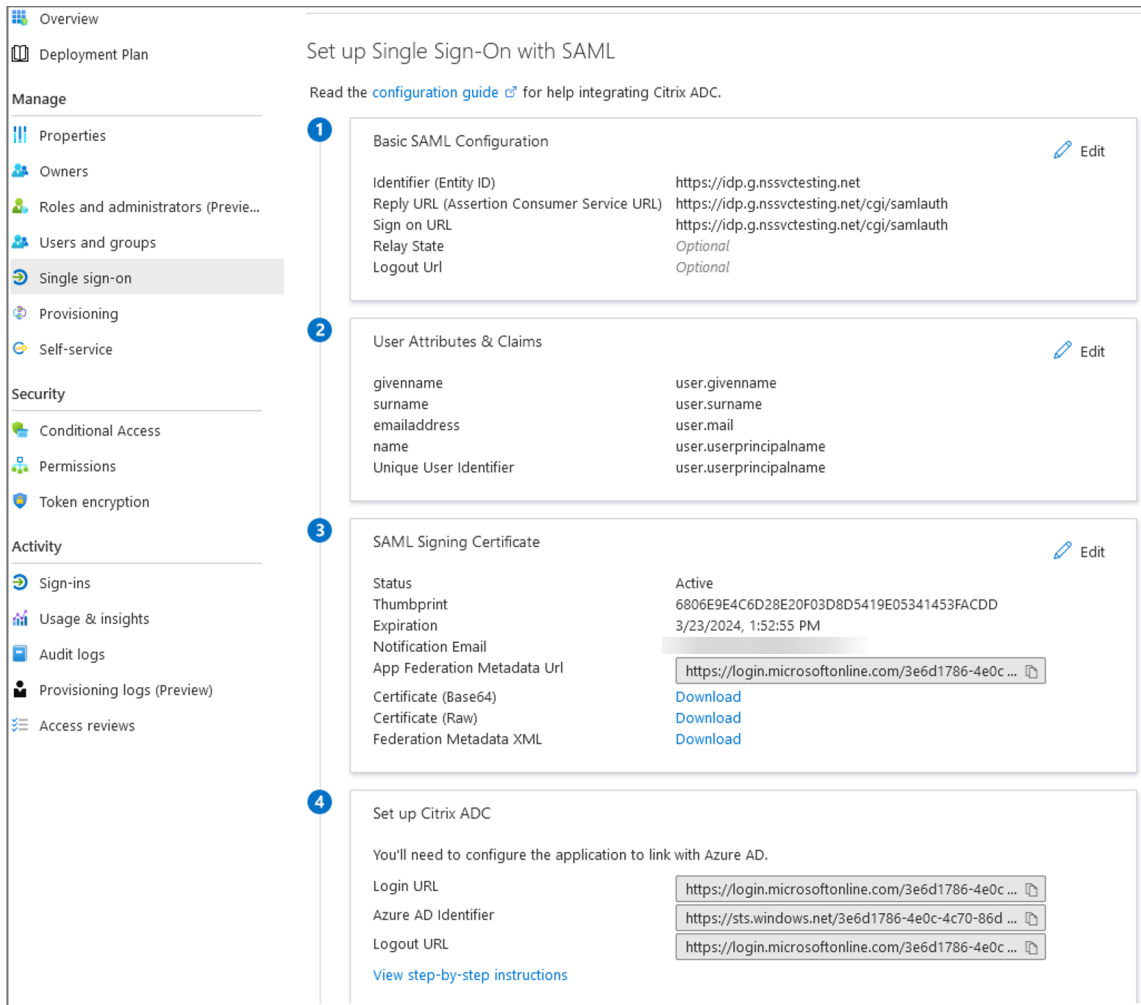 Overview
Deployment Plan
Manage
Properties
Owners
Roles and administrators (Previe...
Users and groups
Single sign-on
Provisioning
Self-service
Security
Conditional Access
Permissions
Token encryption
Activity
Sign-ins
Usage & insights
Audit logs
Provisioning logs (Preview)
Access reviews
Set up Single Sign-On with SAML
Read the configuration guide for help integrating Citrix ADC.
1
Basic SAML Configuration
Edit
Identifier (Entity ID) https://idp.g.nssvctesting.net
Reply URL (Assertion Consumer Service URL) https://idp.g.nssvctesting.net/cgi/samlauth
Sign on URL https://idp.g.nssvctesting.net/cgi/samlauth
Relay State Optional
Logout Url Optional
2
User Attributes & Claims
Edit
givenname user.givenname
surname user.surname
emailaddress user.mail
name user.userprincipalname
Unique User Identifier user.userprincipalname
3
SAML Signing Certificate
Edit
Status Active
Thumbprint 6806E9E4C6D28E20F03D8D5419E05341453FACDD
Expiration 3/23/2024, 1:52:55 PM
Notification Email
App Federation Metadata Url https://login.microsoftonline.com/3e6d1786-4e0c ...
Certificate (Base64) Download
Certificate (Raw) Download
Federation Metadata XML Download
4
Set up Citrix ADC
You'll need to configure the application to link with Azure AD.
Login URL https://login.microsoftonline.com/3e6d1786-4e0c ...
Azure AD Identifier https://sts.windows.net/3e6d1786-4e0c-4c70-86d ...
Logout URL https://login.microsoftonline.com/3e6d1786-4e0c ...
View step-by-step instructions